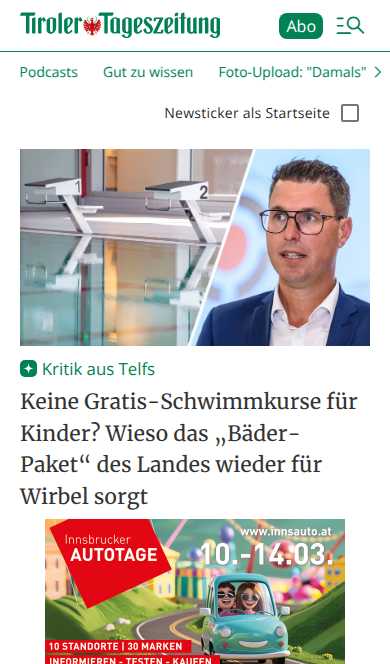 Tiroler Tageszeitung
Abo
Podcasts Gut zu wissen Foto-Upload: "Damals"
Newsticker als Startseite
1
2
Kritik aus Telfs
Keine Gratis-Schwimmkurse für
Kinder? Wieso das „Bäder-
Paket“ des Landes wieder für
Wirbel sorgt
www.innsauto.at
Innsbrucker
AUTOTAGE
10.-14.03.
10 STANDORTE | 30 MARKEN
INFORMIEREN - TESTEN - KAUFEN